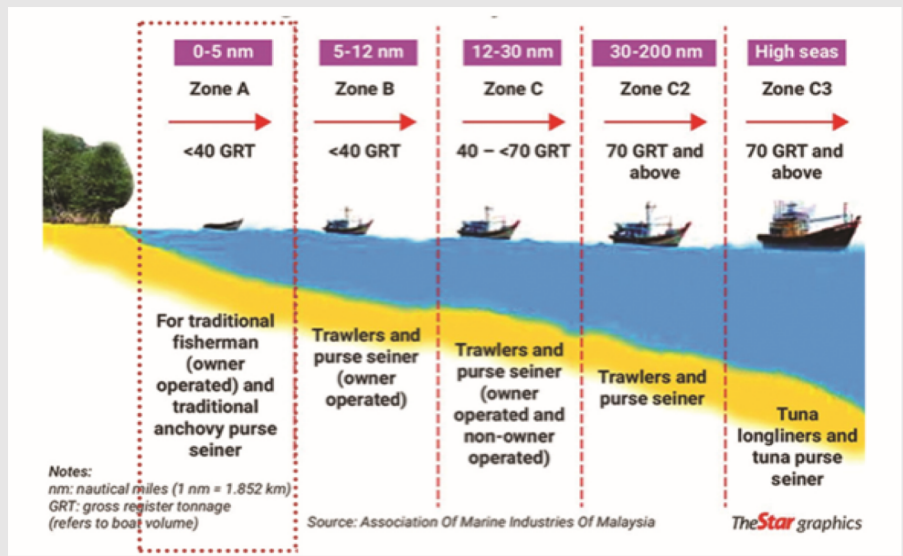 0-5 nm
5-12 nm
12-30 nm
30-200 nm
High seas
Zone A
Zone B
Zone C
Zone C2
Zone C3
<40 GRT
<40 GRT
40 – <70 GRT
70 GRT and
above
70 GRT and
above
For traditional
fisherman
(owner
operated) and
traditional
anchovy purse
seiner
Trawlers and
purse seiner
(owner
operated)
Trawlers and
purse seiner
(owner
operated and
non-owner
operated)
Trawlers and
purse seiner
Tuna
longliners and
tuna purse
seiner
Notes:
nm: nautical miles (1 nm = 1.852 km)
GRT: gross register tonnage
(refers to boat volume)
Source: Association Of Marine Industries Of Malaysia
TheStar graphics